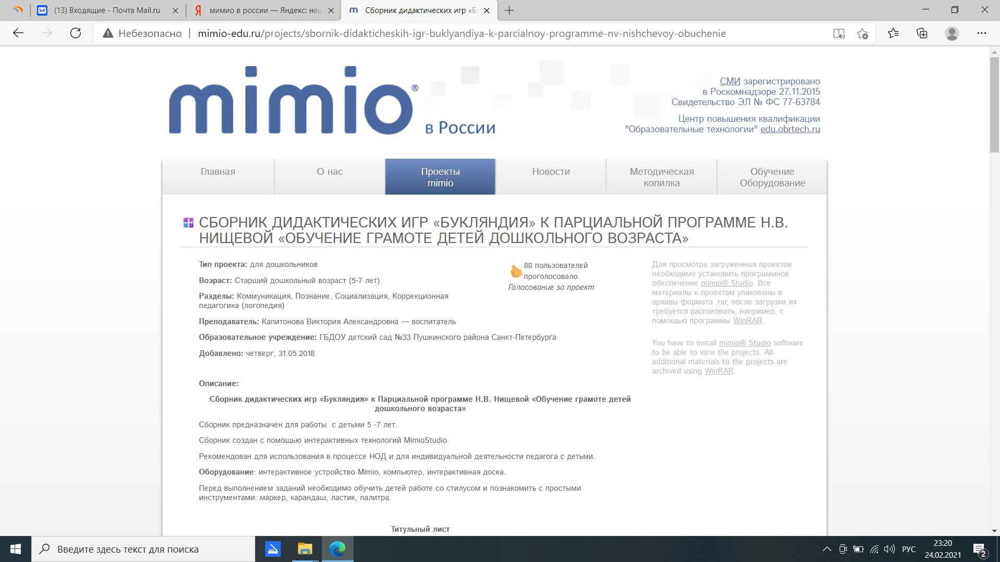 (13) Входящие - Почта Mail.ru
мимио в россии — Яндекс: наш
Сборник дидактических игр «Б
Небезопасно
mimio-edu.ru/projects/sbornik-didakticheskih-igr-buklyandiya-k-parcialnoy-programme-nv-nishchevoy-obuchenie
mimio®
в России
СМИ зарегистрировано
в Роскомнадзоре 27.11.2015
Свидетельство ЭЛ № ФС 77-63784
Центр повышения квалификации
"Образовательные технологии" edu.obrtech.ru
Главная
О нас
Проекты
mimio
Новости
Методическая
копилка
Обучение
Оборудование
СБОРНИК ДИДАКТИЧЕСКИХ ИГР «БУКЛЯНДИЯ» К ПАРЦИАЛЬНОЙ ПРОГРАММЕ Н.В.
НИЩЕВОЙ «ОБУЧЕНИЕ ГРАМОТЕ ДЕТЕЙ ДОШКОЛЬНОГО ВОЗРАСТА»
Тип проекта: для дошкольников
Возраст: Старший дошкольный возраст (5-7 лет)
Разделы: Коммуникация, Познание, Социализация, Коррекционная
педагогика (логопедия)
Преподаватель: Капитонова Виктория Александровна — воспитатель
Образовательное учреждение: ГБДОУ детский сад №33 Пушкинского района Санкт-Петербурга
Добавлено: четверг, 31.05.2018
88 пользователей
проголосовало.
Голосование за проект
Для просмотра загруженных проектов
необходимо установить программное
обеспечение mimio® Studio. Все
материалы к проектам упакованы в
архивы формата .rar, после загрузки их
требуется распаковать, например, с
помощью программы WinRAR.
You have to install mimio® Studio software
to be able to view the projects. All
additional materials to the projects are
archived using WinRAR.
Описание:
Сборник дидактических игр «Букляндия» к Парциальной программе Н.В. Нищевой «Обучение грамоте детей
дошкольного возраста»
Сборник предназначен для работы  с детьми 5 -7 лет.
Сборник создан с помощью интерактивных технологий MimioStudio.
Рекомендован для использования в процессе НОД и для индивидуальной деятельности педагога с детьми.
Оборудование: интерактивное устройство Mimio, компьютер, интерактивная доска.
Перед выполнением заданий необходимо обучить детей работе со стилусом и познакомить с простыми
инструментами: маркер, карандаш, ластик, палитра.
Титульный лист
Введите здесь текст для поиска
РУС
23:20
24.02.2021
2